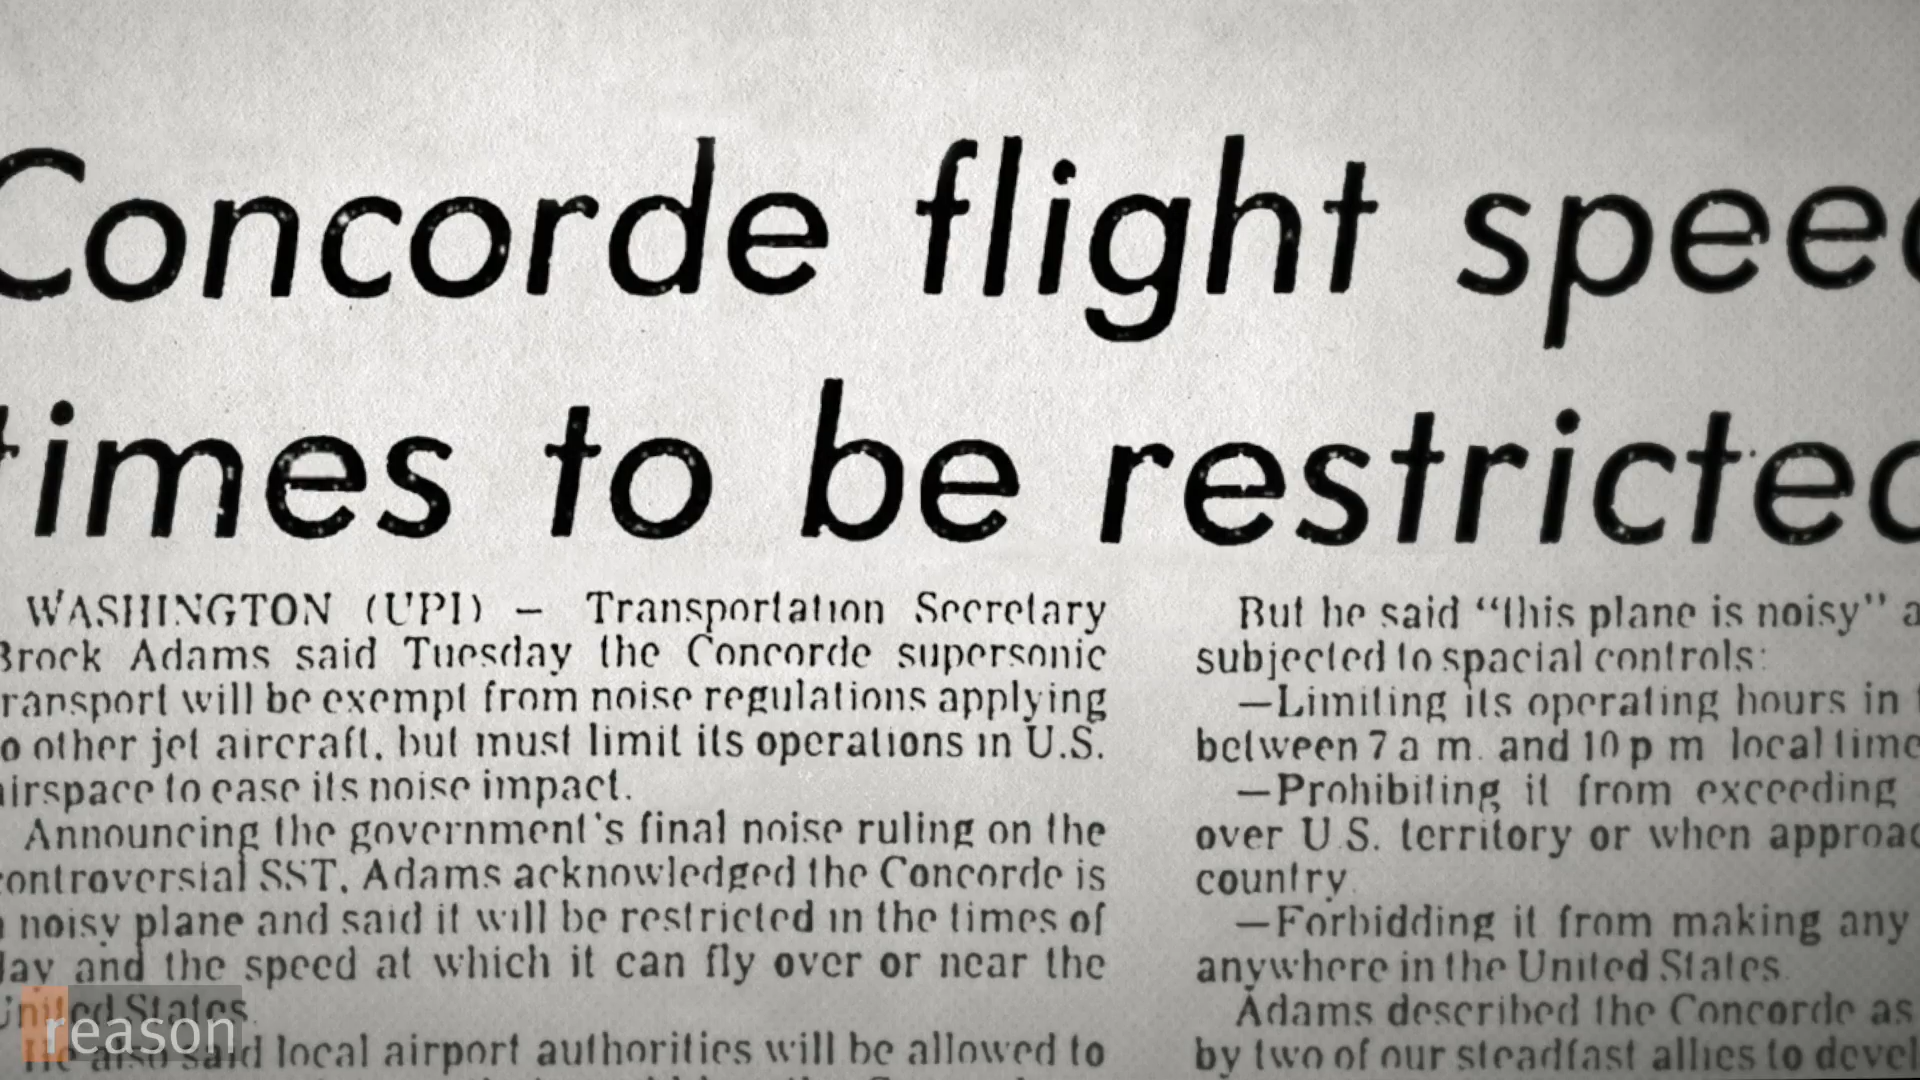 Concorde flight speed
times to be restricted
WASHINGTON (UPI) — Transportation Secretary
Brock Adams said Tuesday the Concorde supersonic
transport will be exempt from noise regulations applying
to other jet aircraft, but must limit its operations in U.S.
airspace to ease its noise impact.
Announcing the government's final noise ruling on the
controversial SST, Adams acknowledged the Concorde is
a noisy plane and said it will be restricted in the times of
day and the speed at which it can fly over or near the
United States.
He also said local airport authorities will be allowed to
But he said “this plane is noisy”
subjected to spacial controls:
—Limiting its operating hours in
between 7 a m. and 10 p m local time
—Prohibiting it from exceeding
over U.S. territory or when
country
—Forbidding it from making any
anywhere in the United States.
Adams described the Concorde as
by two of our steadfast allies to
reason